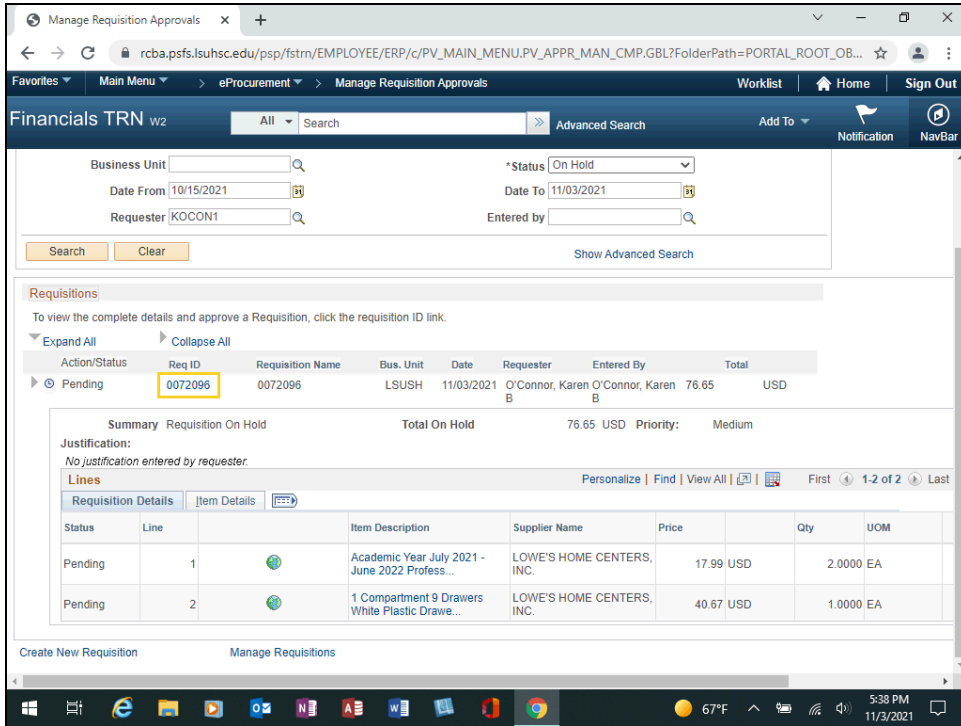 Manage Requisition Approvals
rcba.psfs.lsuhsc.edu/psp/fstrn/EMPLOYEE/ERP/c/PV_MAIN_MENU.PV_APPR_MAN_CMP.GBL?FolderPath=PORTAL_ROOT_OB...
Favorites Main Menu > eProcurement > Manage Requisition Approvals Worklist Home Sign Out
Financials TRN W2 All Search Advanced Search Add To Notification NavBar
Business Unit *Status On Hold
Date From 10/15/2021 Date To 11/03/2021
Requester KOCON1 Entered by
Search Clear Show Advanced Search
Requisitions
To view the complete details and approve a Requisition, click the requisition ID link.
Expand All Collapse All
Action/Status Req ID Requisition Name Bus. Unit Date Requester Entered By Total
Pending 0072096 0072096 LSUSH 11/03/2021 O'Connor, Karen B O'Connor, Karen B 76.65 USD
Summary Requisition On Hold Total On Hold 76.65 USD Priority: Medium
Justification:
No justification entered by requester.
Lines Personalize | Find | View All | First 1-2 of 2 Last
Requisition Details Item Details
Status Line Item Description Supplier Name Price Qty UOM
Pending 1 Academic Year July 2021 - June 2022 Profess... LOWE'S HOME CENTERS, INC. 17.99 USD 2.0000 EA
Pending 2 1 Compartment 9 Drawers White Plastic Drawe... LOWE'S HOME CENTERS, INC. 40.67 USD 1.0000 EA
Create New Requisition Manage Requisitions
67°F 5:38 PM
11/3/2021